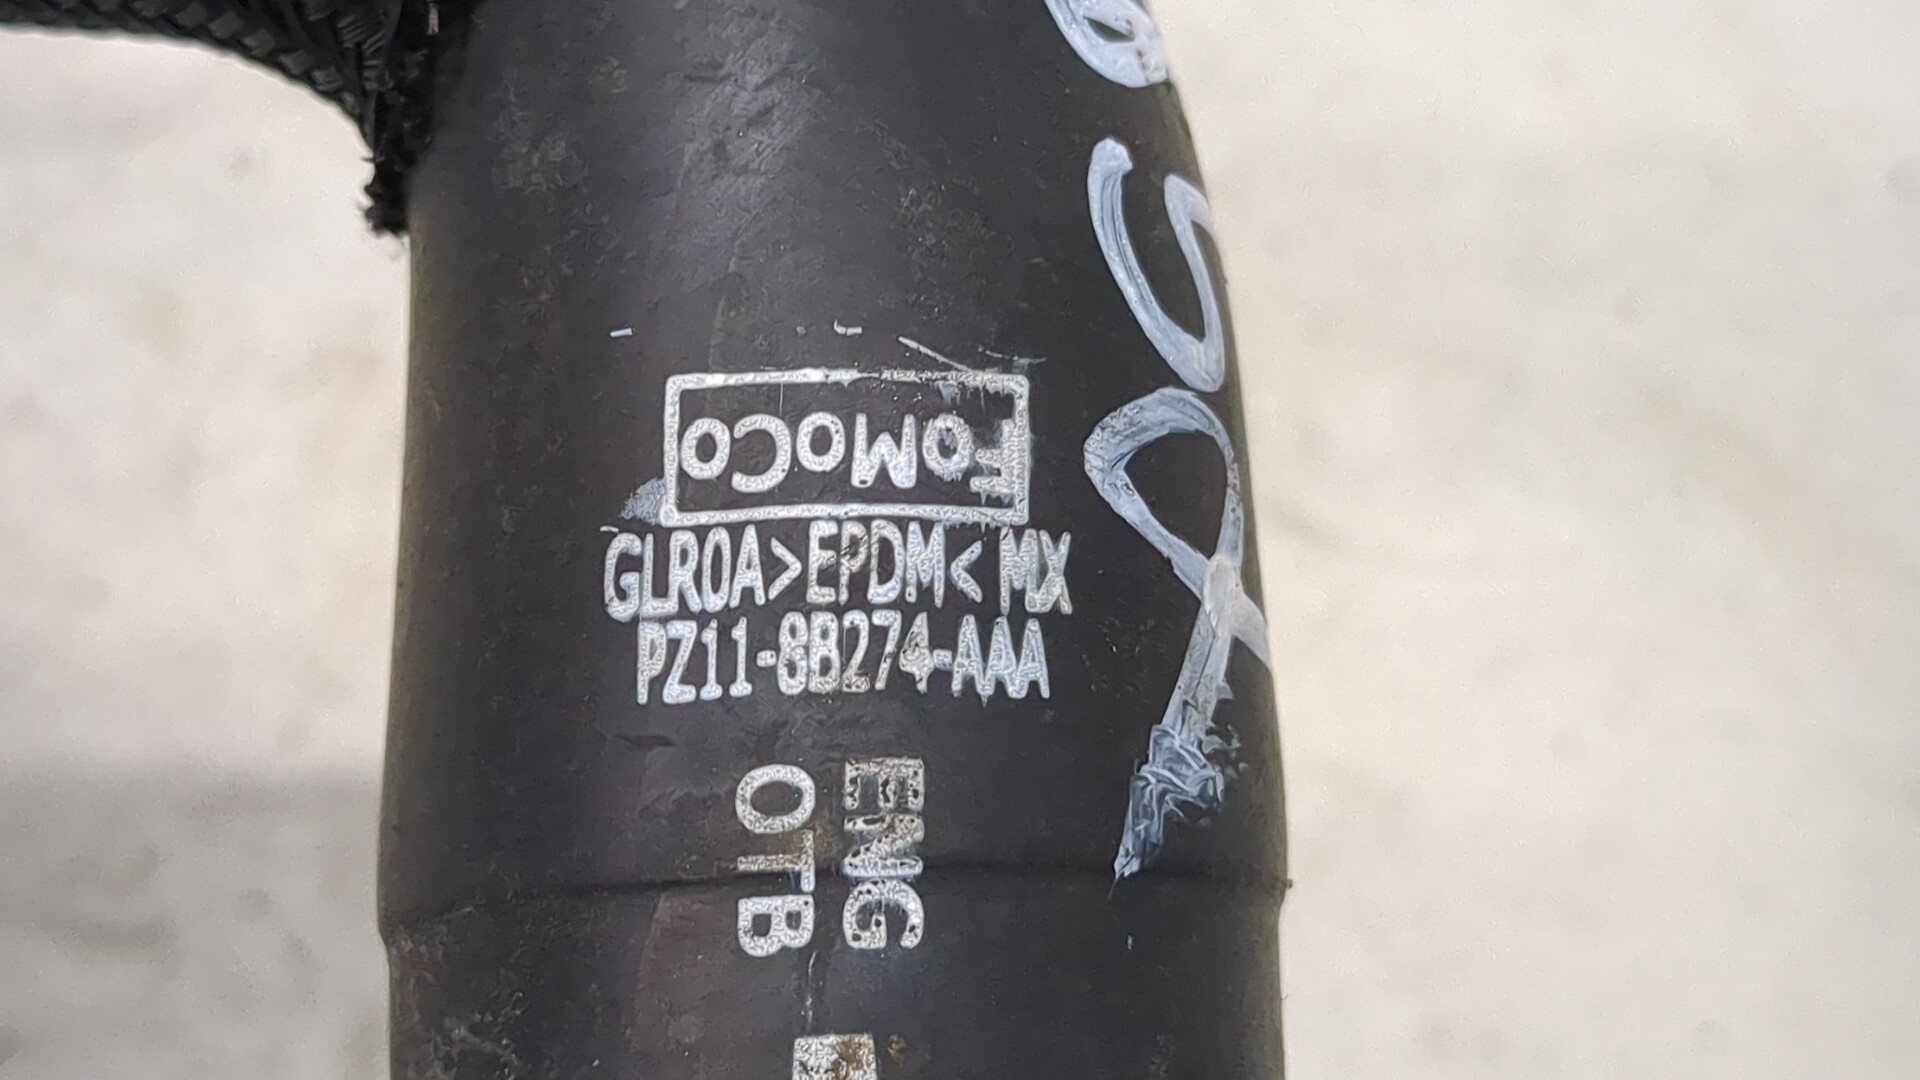 FoMoCo
GLR0A>EPDM< MX
PZ11-8B274-AAA
ENG
OTB